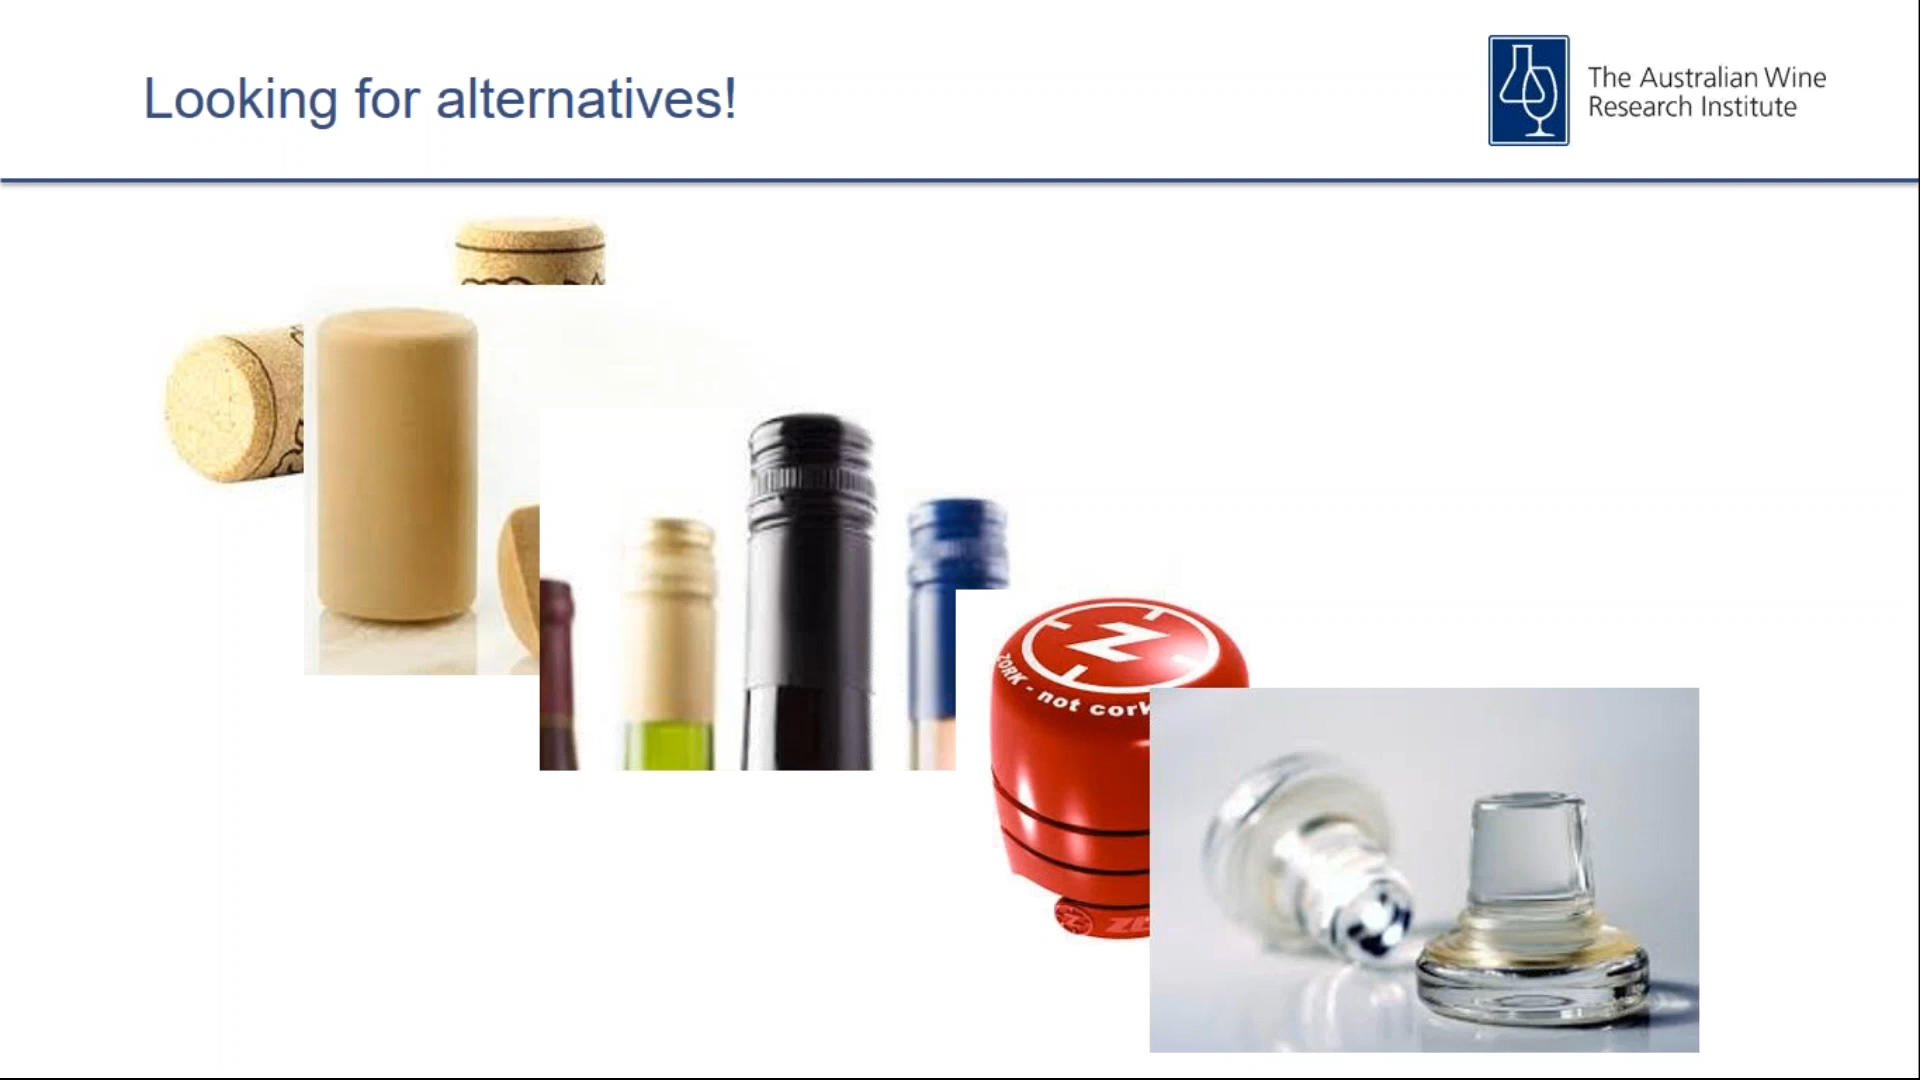 Looking for alternatives!
The Australian Wine
Research Institute
Z
ZORK - not cork